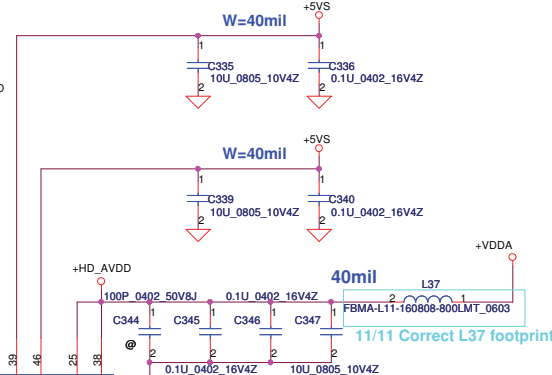 +5VS
W=40mil
1
1
C335
C336
10U_0805_10V4Z
0.1U_0402_16V4Z
2
2
+5VS
W=40mil
1
1
C339
C340
10U_0805_10V4Z
0.1U_0402_16V4Z
2
2
+VDDA
+HD_AVDD
40mil
L37
100P_0402_50V8J
0.1U_0402_16V4Z
2
1
FBMA-L11-160808-800LMT_0603
1
1
1
1
C344
C345
C346
C347
11/11 Correct L37 footprint
@
2
2
2
2
39
46
25
38
0.1U_0402_16V4Z
10U_0805_10V4Z